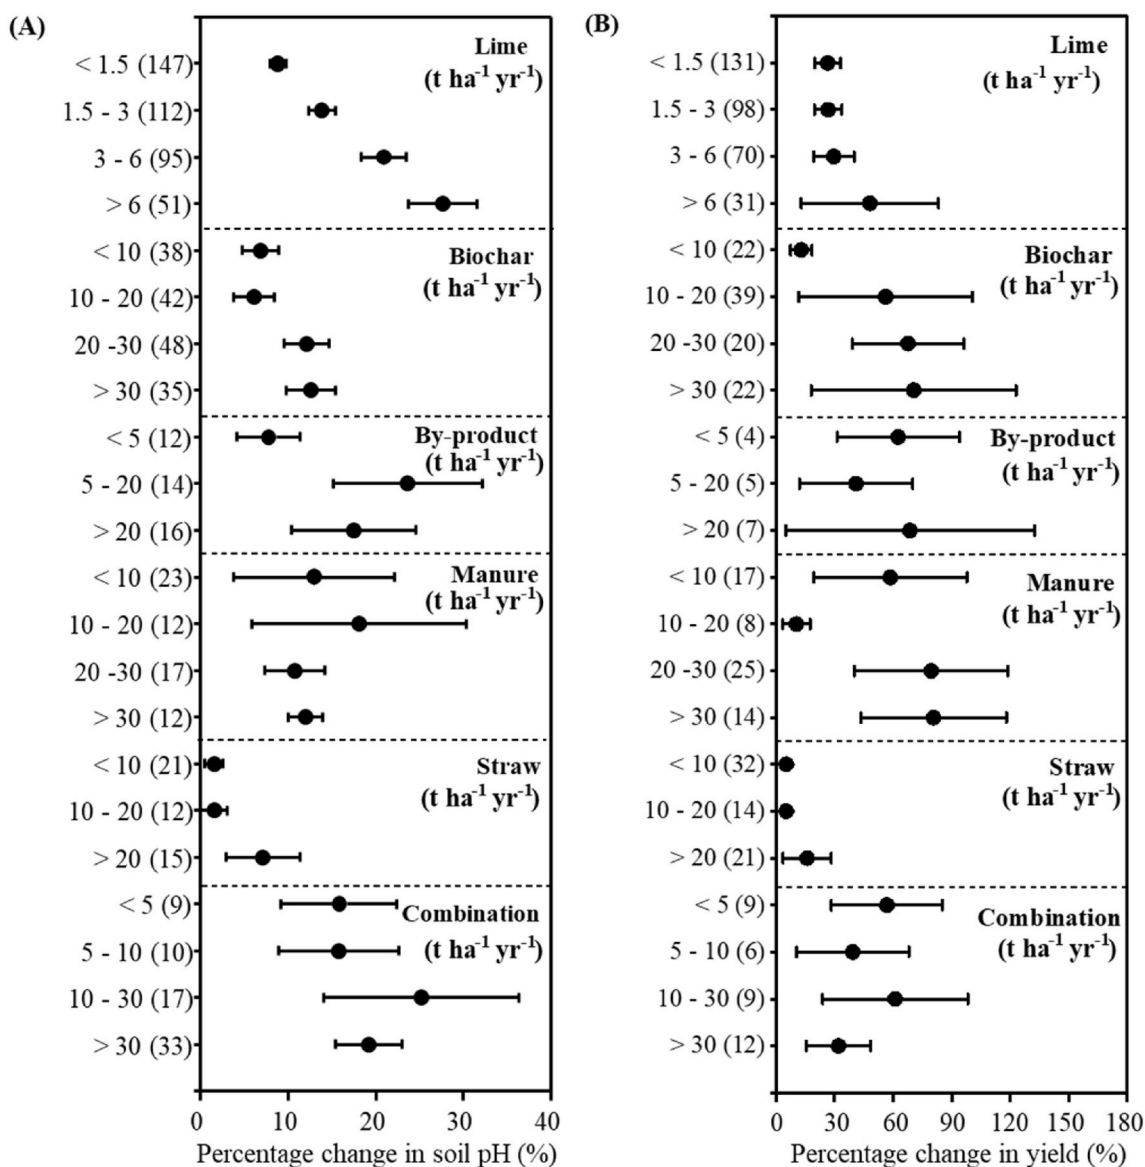 (A)
Lime
(t ha⁻¹ yr⁻¹)
< 1.5 (147)
1.5 - 3 (112)
3 - 6 (95)
> 6 (51)
Biochar
(t ha⁻¹ yr⁻¹)
< 10 (38)
10 - 20 (42)
20 -30 (48)
> 30 (35)
By-product
(t ha⁻¹ yr⁻¹)
< 5 (12)
5 - 20 (14)
> 20 (16)
Manure
(t ha⁻¹ yr⁻¹)
< 10 (23)
10 - 20 (12)
20 -30 (17)
> 30 (12)
Straw
(t ha⁻¹ yr⁻¹)
< 10 (21)
10 - 20 (12)
> 20 (15)
Combination
(t ha⁻¹ yr⁻¹)
< 5 (9)
5 - 10 (10)
10 - 30 (17)
> 30 (33)
0 10 20 30 40
Percentage change in soil pH (%)
(B)
Lime
(t ha⁻¹ yr⁻¹)
< 1.5 (131)
1.5 - 3 (98)
3 - 6 (70)
> 6 (31)
Biochar
(t ha⁻¹ yr⁻¹)
< 10 (22)
10 - 20 (39)
20 -30 (20)
> 30 (22)
By-product
(t ha⁻¹ yr⁻¹)
< 5 (4)
5 - 20 (5)
> 20 (7)
Manure
(t ha⁻¹ yr⁻¹)
< 10 (17)
10 - 20 (8)
20 -30 (25)
> 30 (14)
Straw
(t ha⁻¹ yr⁻¹)
< 10 (32)
10 - 20 (14)
> 20 (21)
Combination
(t ha⁻¹ yr⁻¹)
< 5 (9)
5 - 10 (6)
10 - 30 (9)
> 30 (12)
0 30 60 90 120 150 180
Percentage change in yield (%)